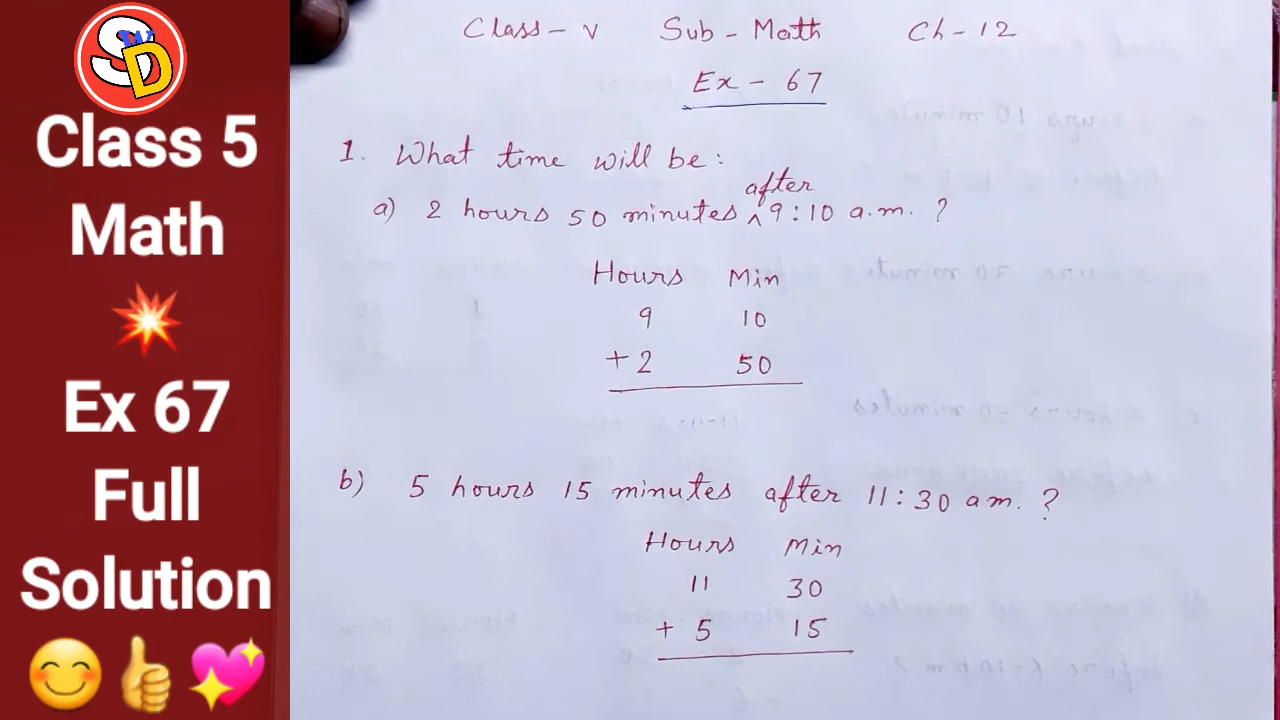 SWD
Class 5
Math
💥
Ex 67
Full
Solution
😊👍💖
Class - V Sub - Math Ch - 12
Ex - 67
1. What time will be :
after
a) 2 hours 50 minutes ^ 9:10 a.m. ?
Hours Min
9 10
+ 2 50
b) 5 hours 15 minutes after 11:30 am. ?
Hours Min
11 30
+ 5 15